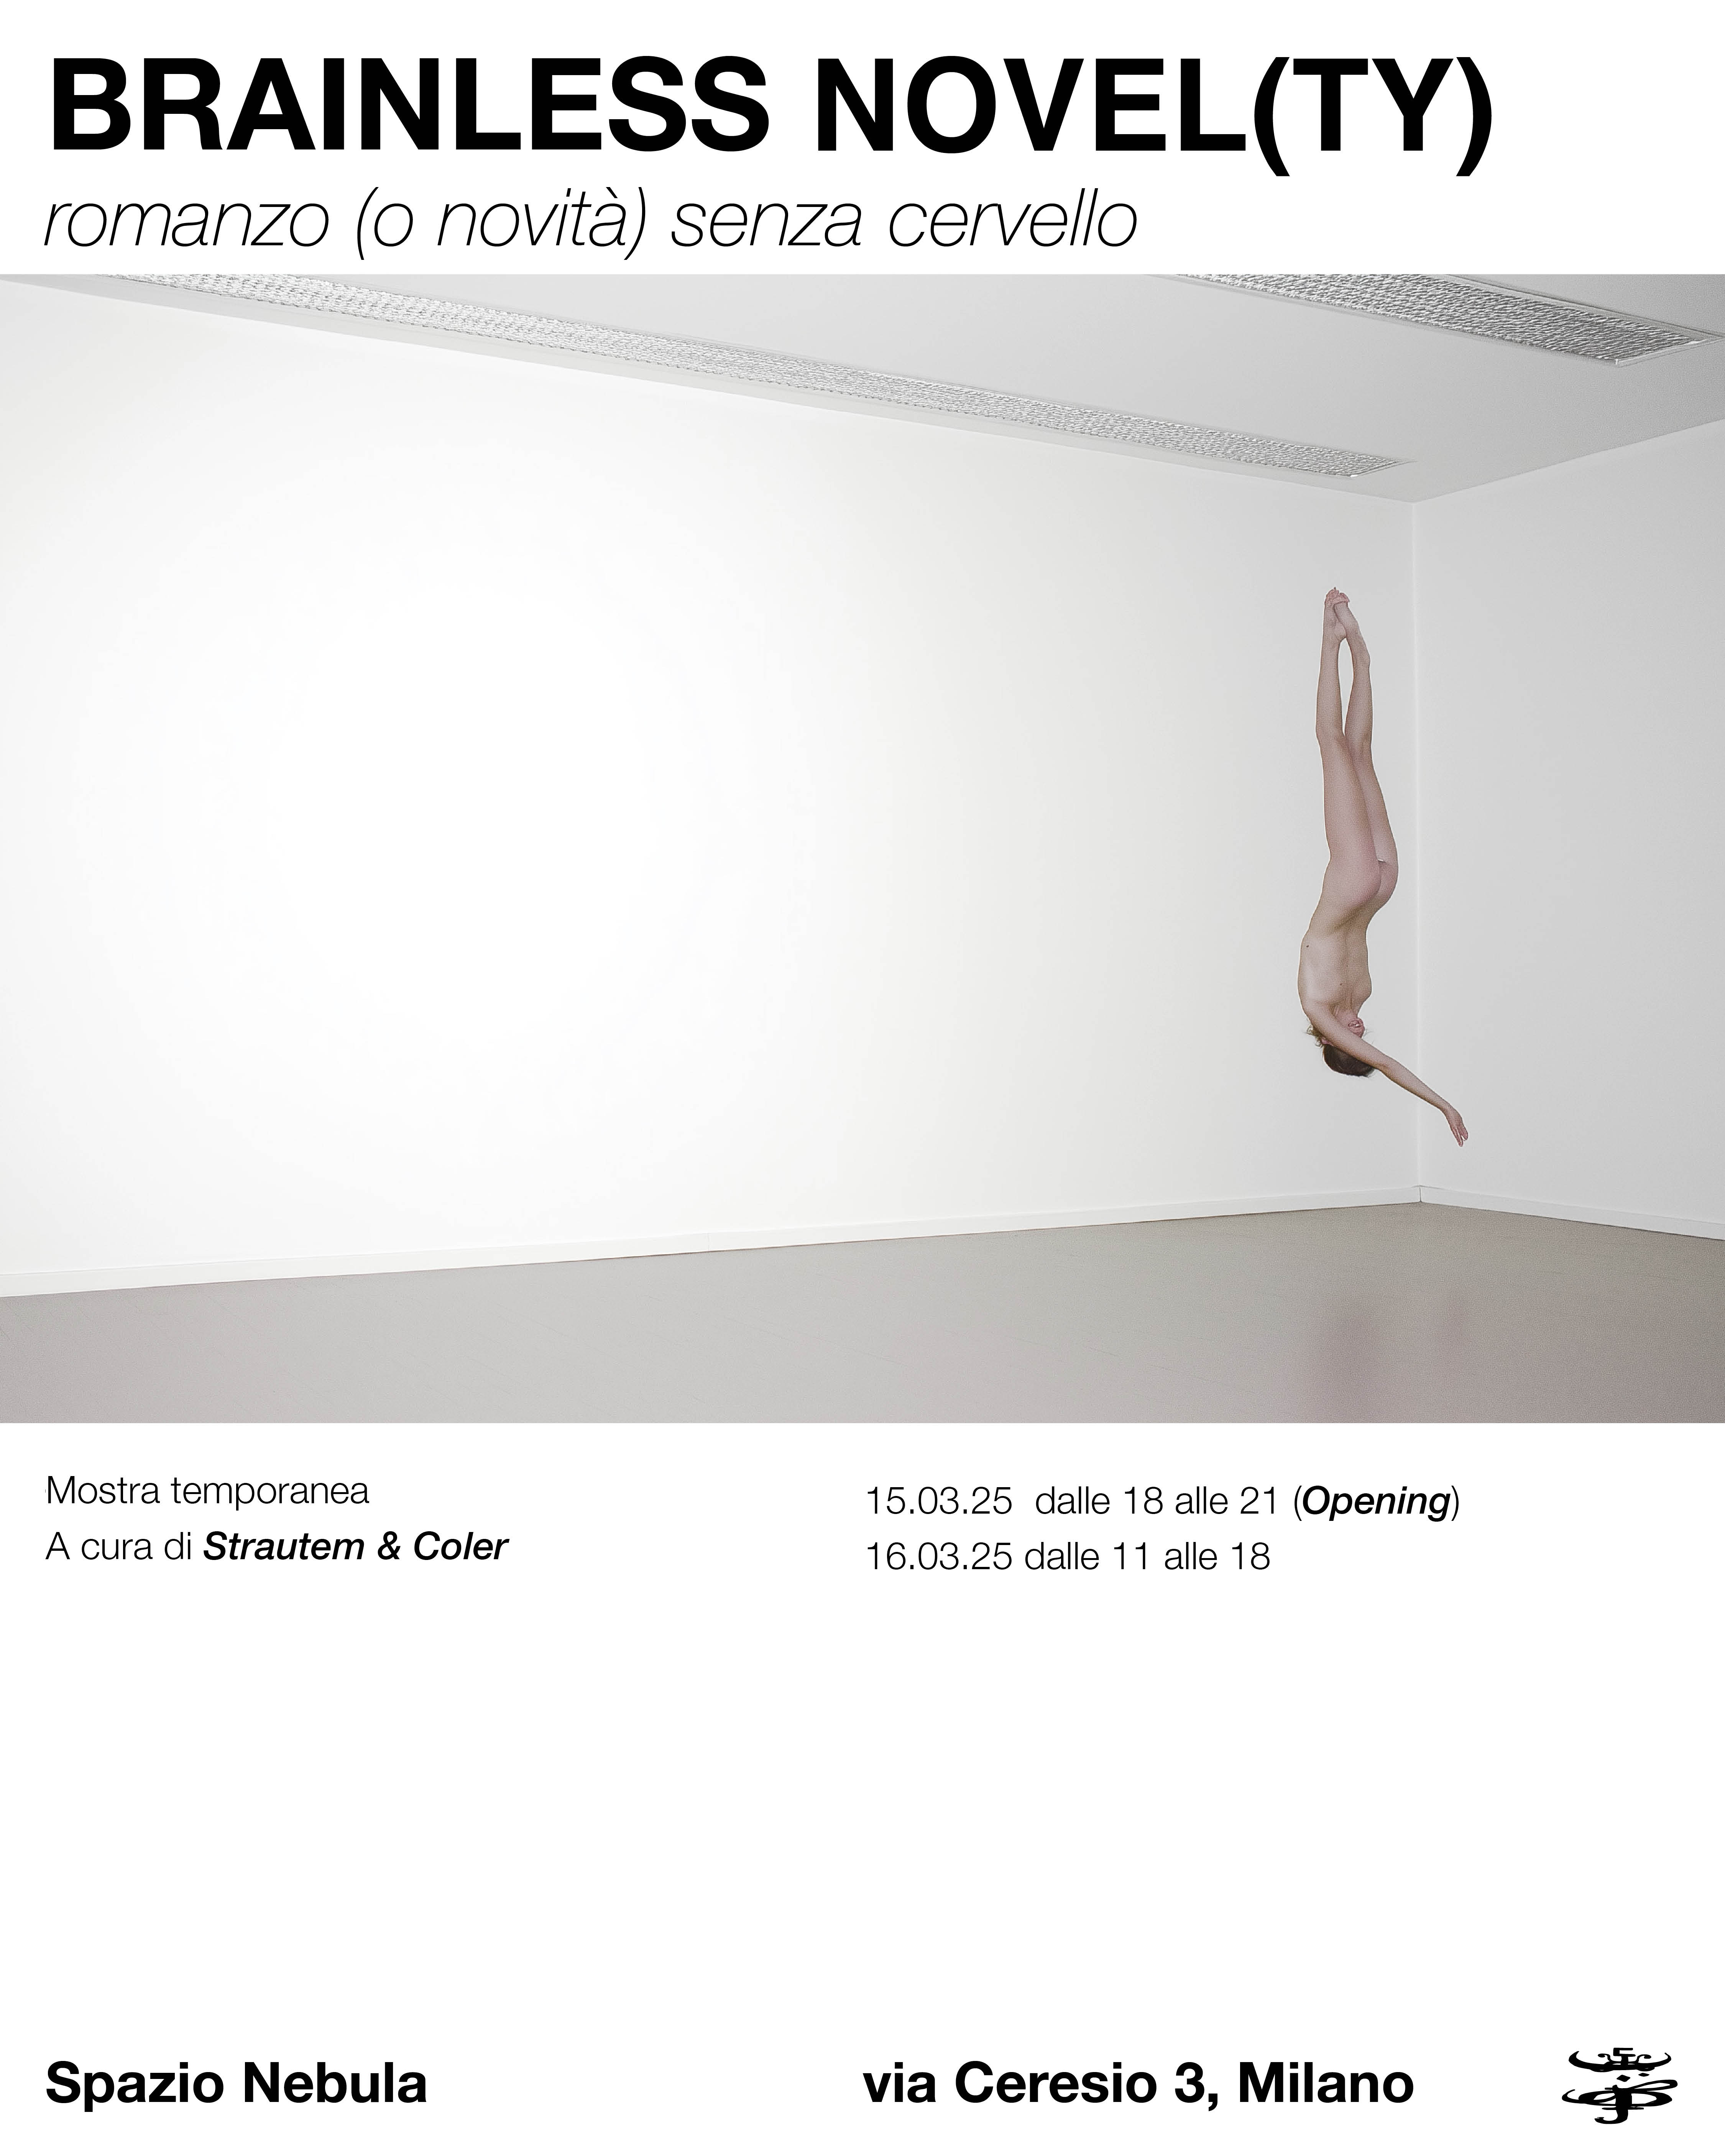 BRAINLESS NOVEL(TY)
romanzo (o novità) senza cervello
Mostra temporanea
A cura di Strautem & Coler
15.03.25 dalle 18 alle 21 (Opening)
16.03.25 dalle 11 alle 18
Spazio Nebula
via Ceresio 3, Milano